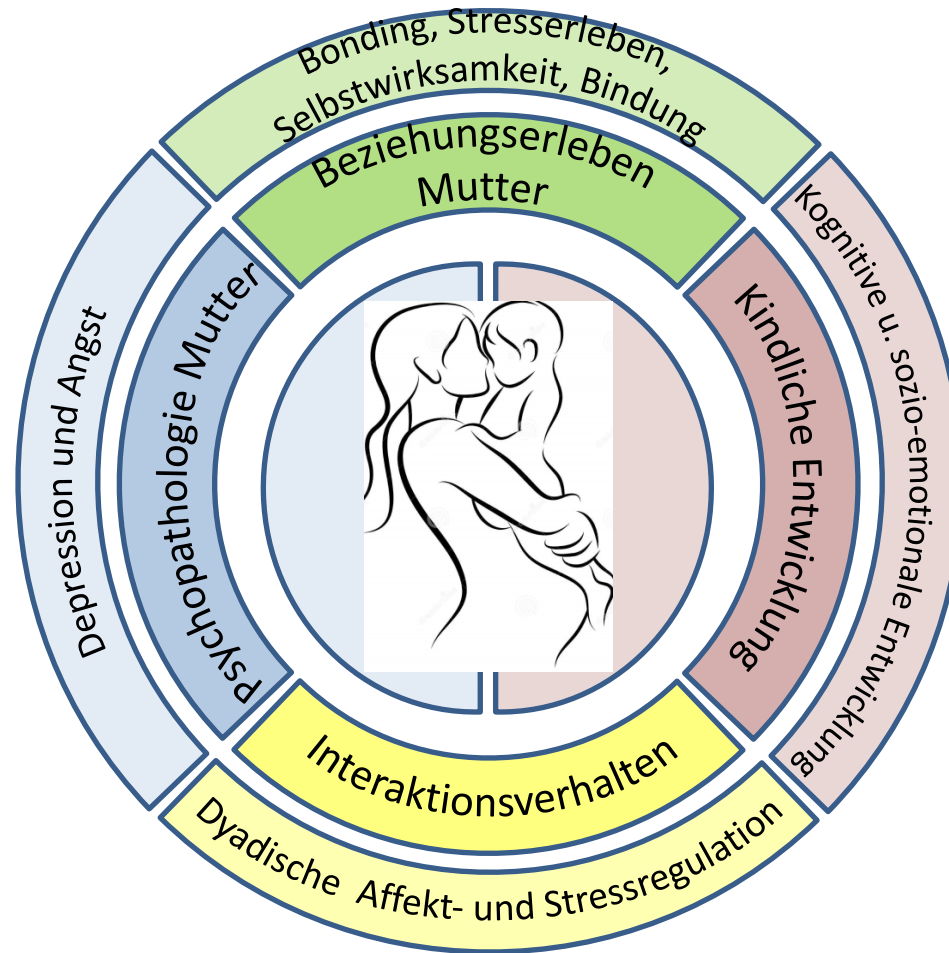 Bonding, Stresserleben,
Selbstwirksamkeit, Bindung
Beziehungserleben
Mutter
Depression und Angst
Psychopathologie Mutter
Kindliche Entwicklung
Kognitive u. sozio-emotionale Entwicklung
Interaktionsverhalten
Dyadische Affekt- und Stressregulation